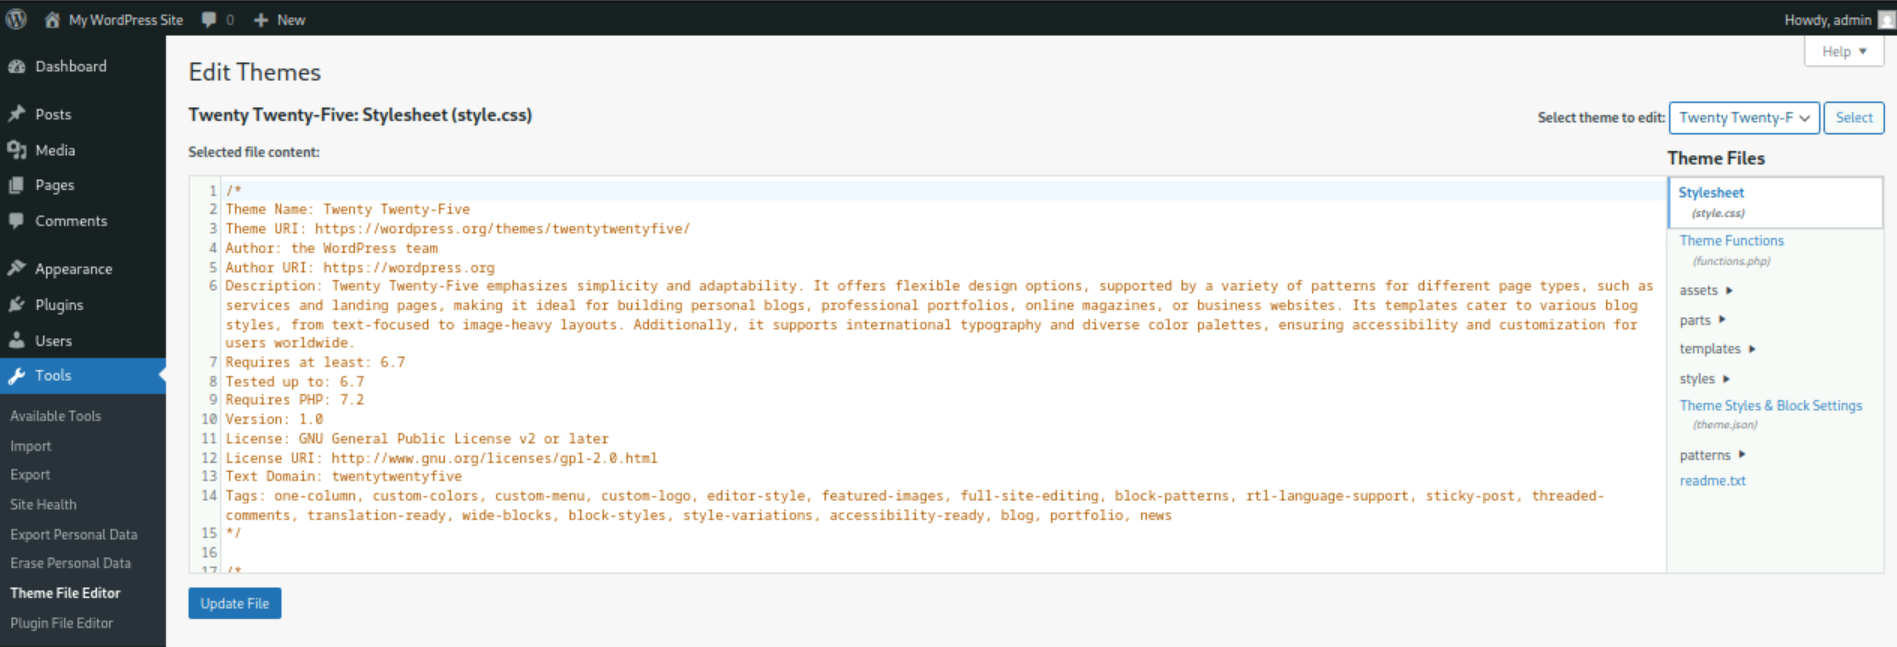 My WordPress Site 0 New Howdy, admin
Help
Dashboard
Posts
Media
Pages
Comments
Appearance
Plugins
Users
Tools
Available Tools
Import
Export
Site Health
Export Personal Data
Erase Personal Data
Theme File Editor
Plugin File Editor
Edit Themes
Twenty Twenty-Five: Stylesheet (style.css)
Select theme to edit: Twenty Twenty-F Select
Selected file content:
1 /*
2 Theme Name: Twenty Twenty-Five
3 Theme URI: https://wordpress.org/themes/twentytwentyfive/
4 Author: the WordPress team
5 Author URI: https://wordpress.org
6 Description: Twenty Twenty-Five emphasizes simplicity and adaptability. It offers flexible design options, supported by a variety of patterns for different page types, such as
services and landing pages, making it ideal for building personal blogs, professional portfolios, online magazines, or business websites. Its templates cater to various blog
styles, from text-focused to image-heavy layouts. Additionally, it supports international typography and diverse color palettes, ensuring accessibility and customization for
users worldwide.
7 Requires at least: 6.7
8 Tested up to: 6.7
9 Requires PHP: 7.2
10 Version: 1.0
11 License: GNU General Public License v2 or later
12 License URI: http://www.gnu.org/licenses/gpl-2.0.html
13 Text Domain: twentytwentyfive
14 Tags: one-column, custom-colors, custom-menu, custom-logo, editor-style, featured-images, full-site-editing, block-patterns, rtl-language-support, sticky-post, threaded-
comments, translation-ready, wide-blocks, block-styles, style-variations, accessibility-ready, blog, portfolio, news
15 */
16
17 /*
Update File
Theme Files
Stylesheet
(style.css)
Theme Functions
(functions.php)
assets
parts
templates
styles
Theme Styles & Block Settings
(theme.json)
patterns
readme.txt